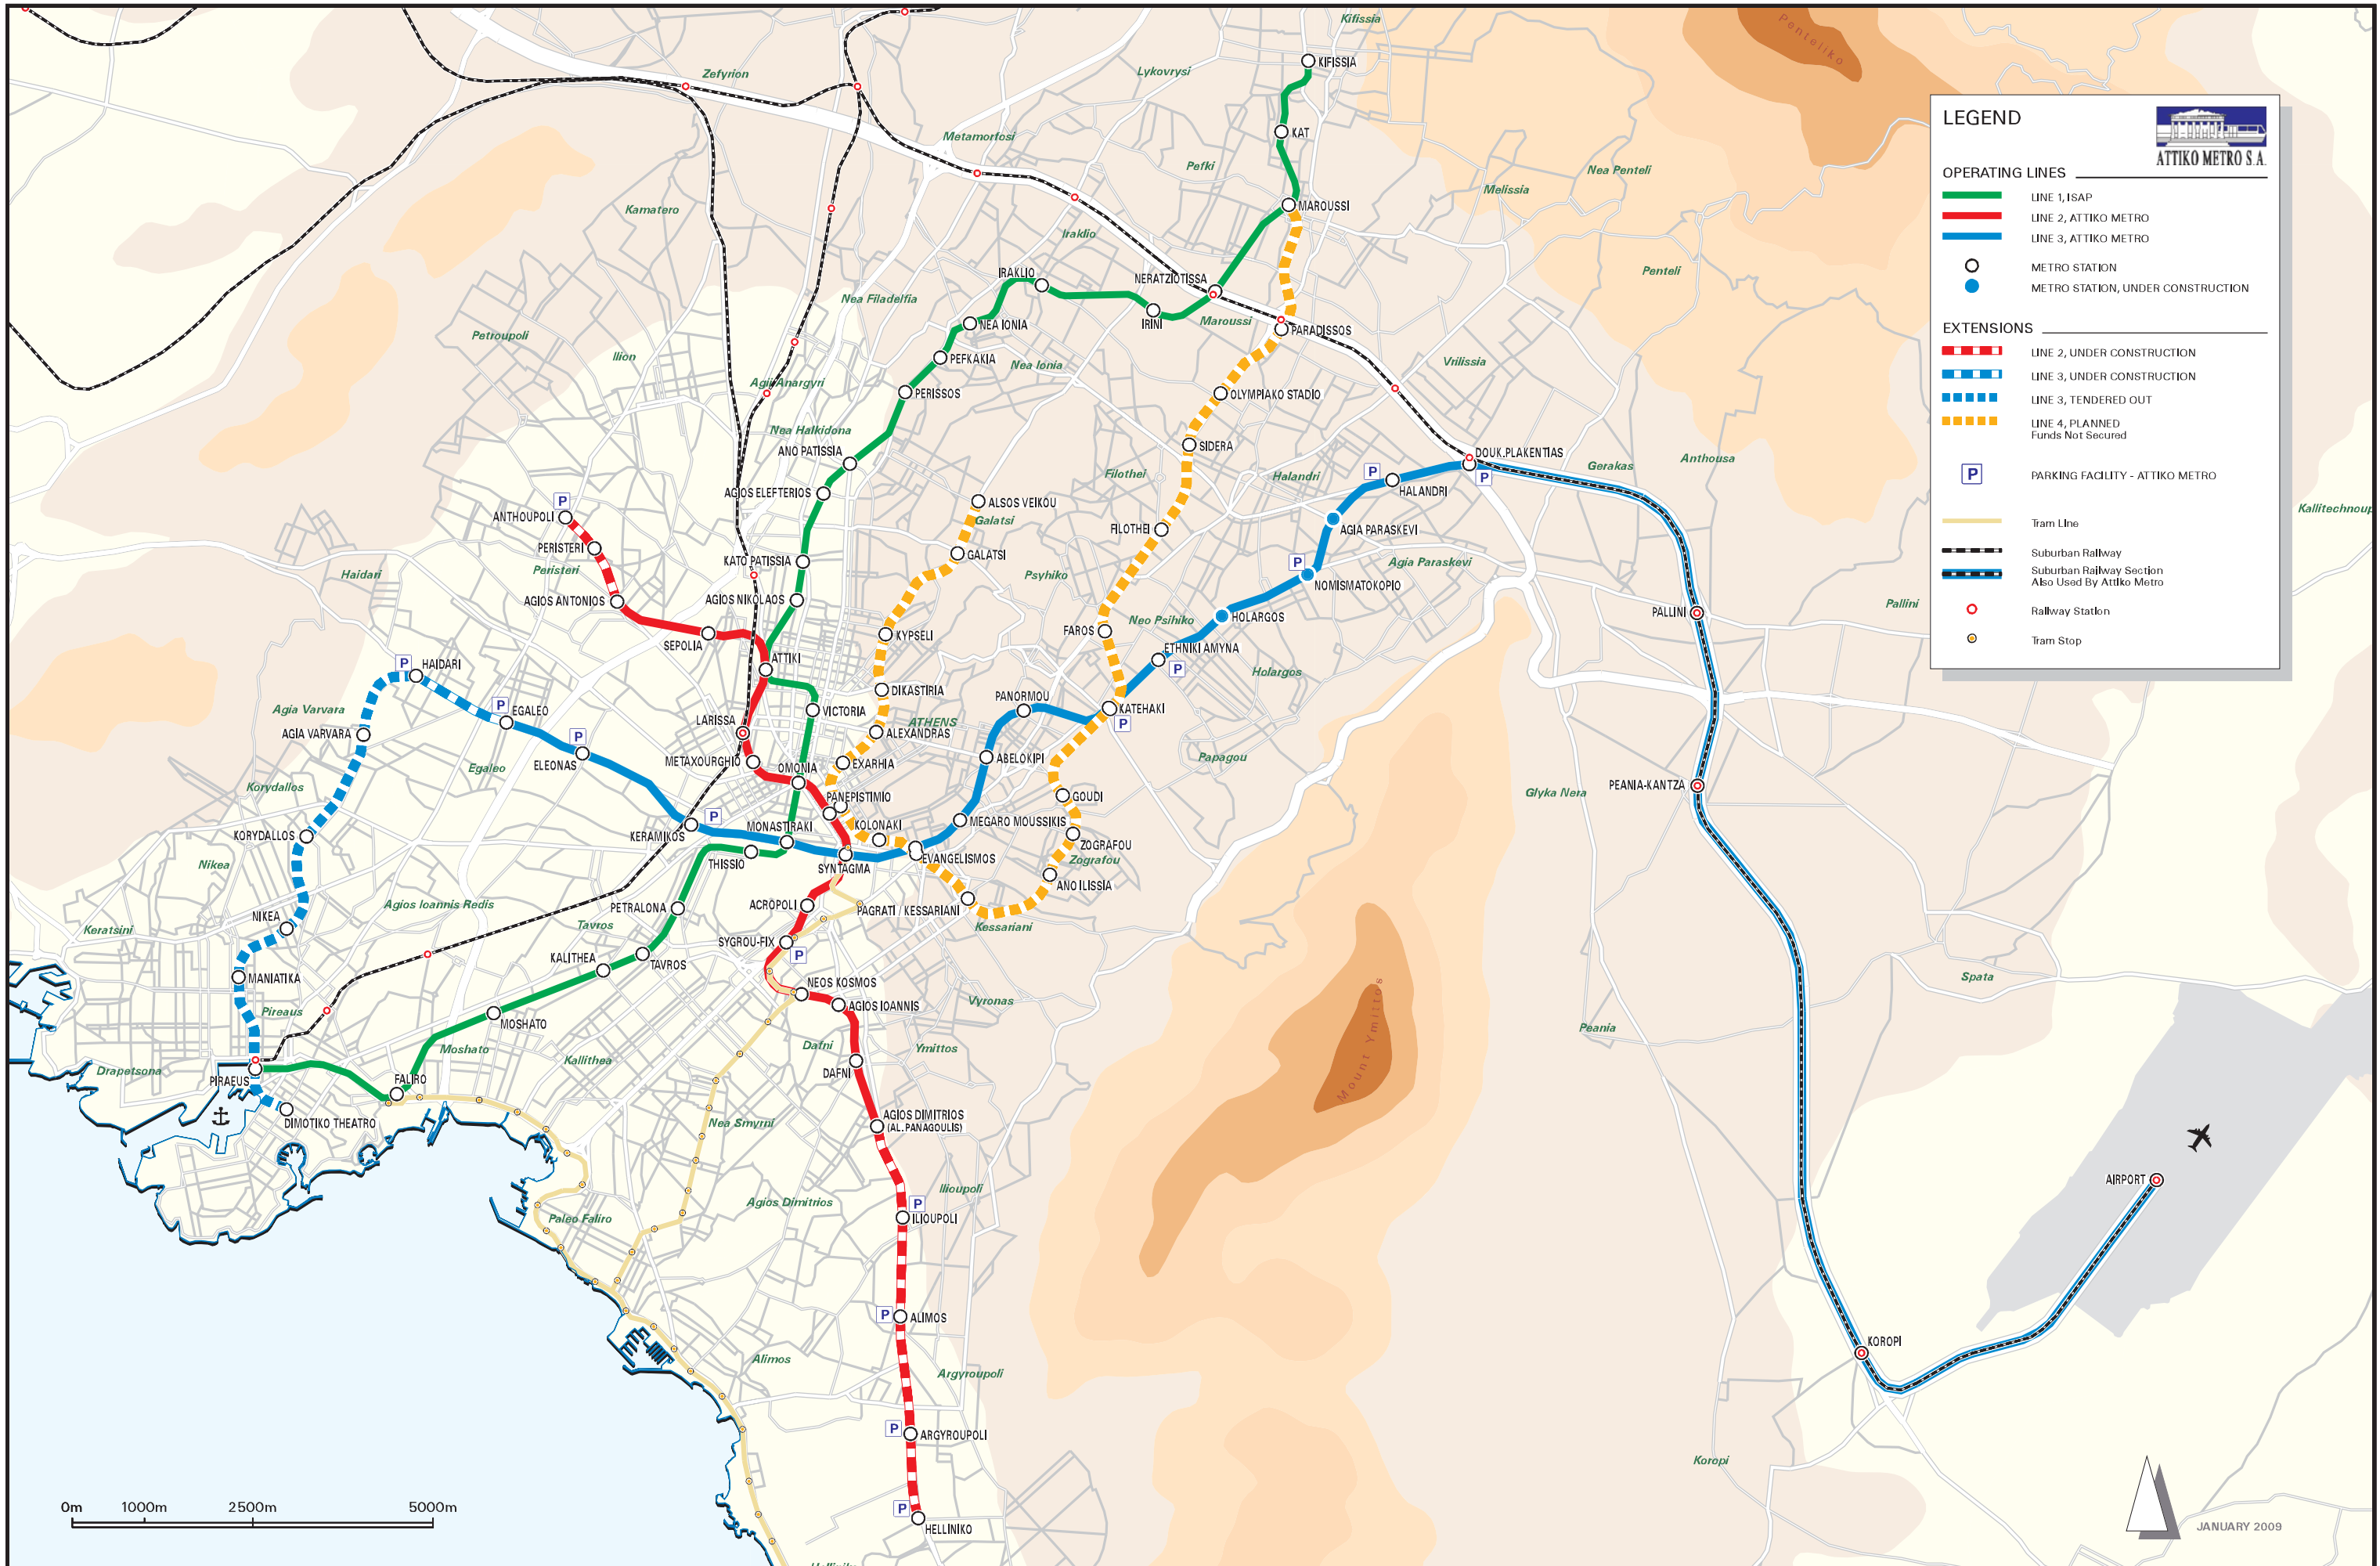 Kifissia
Penteliko
KIFISSIA
Zefyrion
Lykovrysi
LEGEND
ATTIKO METRO S.A.
OPERATING LINES
LINE 1, ISAP
LINE 2, ATTIKO METRO
LINE 3, ATTIKO METRO
METRO STATION
METRO STATION, UNDER CONSTRUCTION
EXTENSIONS
LINE 2, UNDER CONSTRUCTION
LINE 3, UNDER CONSTRUCTION
LINE 3, TENDERED OUT
LINE 4, PLANNED
Funds Not Secured
P
PARKING FACILITY - ATTIKO METRO
Tram Line
Suburban Railway
Suburban Railway Section
Also Used By Attiko Metro
Railway Station
Tram Stop
KAT
Metamorfosi
Pefki
Nea Penteli
Melissia
Kamatero
MAROUSSI
Iraklio
Penteli
IRAKLIO
NERATZIOTISSA
Nea Filadelfia
NEA IONIA
IRINI
Maroussi
PARADISSOS
Petroupoli
Ilion
PEFKAKIA
Nea Ionia
Vrilissia
Agii Anargyri
PERISSOS
OLYMPIAKO STADIO
Nea Halkidona
ANO PATISSIA
SIDERA
DOUK.PLAKENTIAS
Anthousa
Gerakas
P
P
Filothei
Halandri
HALANDRI
AGIOS ELEFTERIOS
ALSOS VEIKOU
P
ANTHOUPOLI
Galatsi
FILOTHEI
AGIA PARASKEVI
Kallitechnoup
PERISTERI
GALATSI
KATO PATISSIA
P
Agia Paraskevi
Haidari
Peristeri
Psyhiko
NOMISMATOKOPIO
AGIOS ANTONIOS
AGIOS NIKOLAOS
Pallini
PALLINI
Neo Psihiko
HOLARGOS
FAROS
SEPOLIA
KYPSELI
ETHNIKI AMYNA
P
ATTIKI
P
HAIDARI
Holargos
DIKASTIRIA
PANORMOU
Agia Varvara
P
EGALEO
VICTORIA
KATEHAKI
P
LARISSA
ATHENS
AGIA VARVARA
ALEXANDRAS
P
ELEONAS
METAXOURGHIO
EXARHIA
ABELOKIPI
Papagou
Egaleo
OMONIA
Korydallos
PEANIA-KANTZA
Glyka Nera
PANEPISTIMIO
GOUDI
P
MONASTIRAKI
KOLONAKI
MEGARO MOUSSIKIS
KORYDALLOS
KERAMIKOS
ZOGRAFOU
Nikea
THISSIO
SYNTAGMA
EVANGELISMOS
Zografou
ANO ILISSIA
Agios Ioannis Redis
PETRALONA
ACROPOLI
PAGRATI / KESSARIANI
NIKEA
Keratsini
Tavros
Kessariani
SYGROU-FIX
P
KALITHEA
TAVROS
MANIATIKA
NEOS KOSMOS
Spata
Mount Ymittos
Pireaus
AGIOS IOANNIS
Vyronas
MOSHATO
Peania
Moshato
Kallithea
Dafni
Ymittos
Drapetsona
DAFNI
PIRAEUS
FALIRO
DIMOTIKO THEATRO
AGIOS DIMITRIOS
(AL.PANAGOULIS)
Nea Smyrni
Ilioupoli
AIRPORT
Agios Dimitrios
P
Paleo Faliro
ILIOUPOLI
P
ALIMOS
KOROPI
Alimos
Argyroupoli
P
ARGYROUPOLI
Koropi
0m
1000m
2500m
5000m
P
HELLINIKO
JANUARY 2009